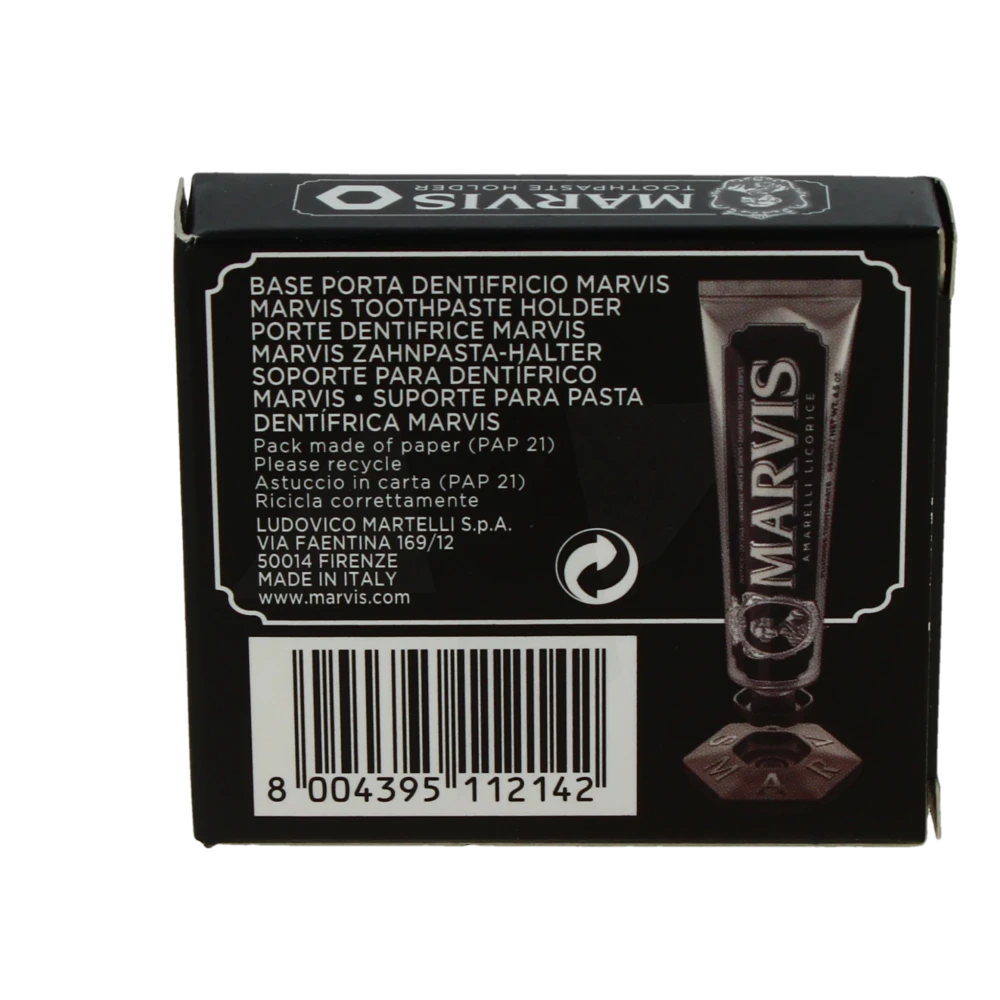 MARVIS
TOOTHPASTE HOLDER
BASE PORTA DENTIFRICIO MARVIS
MARVIS TOOTHPASTE HOLDER
PORTE DENTIFRICE MARVIS
MARVIS ZAHNPASTA-HALTER
SOPORTE PARA DENTÍFRICO
MARVIS • SUPORTE PARA PASTA
DENTÍFRICA MARVIS
Pack made of paper (PAP 21)
Please recycle
Astuccio in carta (PAP 21)
Ricicla correttamente
LUDOVICO MARTELLI S.p.A.
VIA FAENTINA 169/12
50014 FIRENZE
MADE IN ITALY
www.marvis.com
MARVIS
AMARELLI LICORICE
S M A R V
8 004395 112142